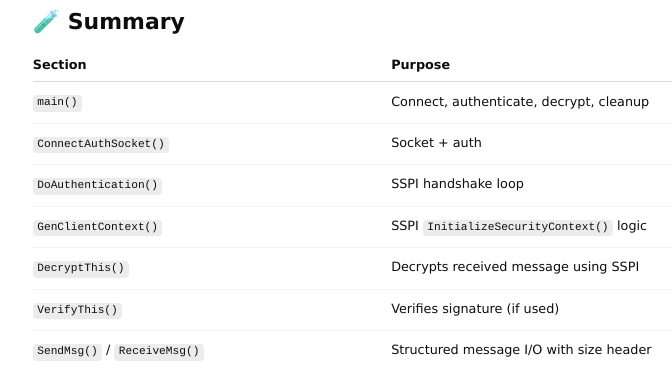 🧪 Summary
Section Purpose
main() Connect, authenticate, decrypt, cleanup
ConnectAuthSocket() Socket + auth
DoAuthentication() SSPI handshake loop
GenClientContext() SSPI InitializeSecurityContext() logic
DecryptThis() Decrypts received message using SSPI
VerifyThis() Verifies signature (if used)
SendMsg() / ReceiveMsg() Structured message I/O with size header